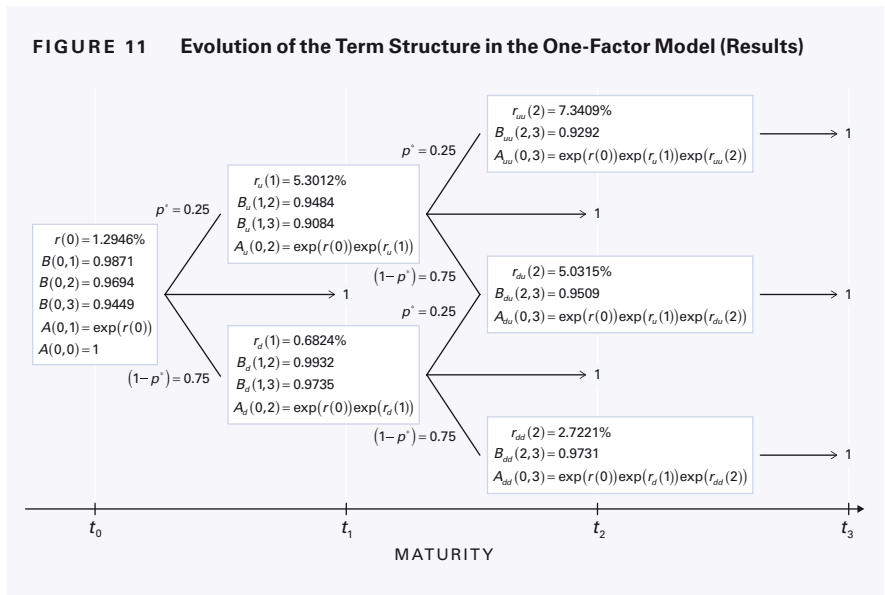 FIGURE 11 Evolution of the Term Structure in the One-Factor Model (Results)
r_uu(2) = 7.3409%
B_uu(2,3) = 0.9292
A_uu(0,3) = exp(r(0))exp(r_u(1))exp(r_uu(2))
1
p* = 0.25
r_u(1) = 5.3012%
B_u(1,2) = 0.9484
B_u(1,3) = 0.9084
A_u(0,2) = exp(r(0))exp(r_u(1))
p* = 0.25
1
r(0) = 1.2946%
B(0,1) = 0.9871
B(0,2) = 0.9694
B(0,3) = 0.9449
A(0,1) = exp(r(0))
A(0,0) = 1
(1−p*) = 0.75
1
r_du(2) = 5.0315%
B_du(2,3) = 0.9509
A_du(0,3) = exp(r(0))exp(r_u(1))exp(r_du(2))
1
p* = 0.25
r_d(1) = 0.6824%
B_d(1,2) = 0.9932
B_d(1,3) = 0.9735
A_d(0,2) = exp(r(0))exp(r_d(1))
(1−p*) = 0.75
1
(1−p*) = 0.75
r_dd(2) = 2.7221%
B_dd(2,3) = 0.9731
A_dd(0,3) = exp(r(0))exp(r_d(1))exp(r_dd(2))
1
t_0 t_1 t_2 t_3
MATURITY